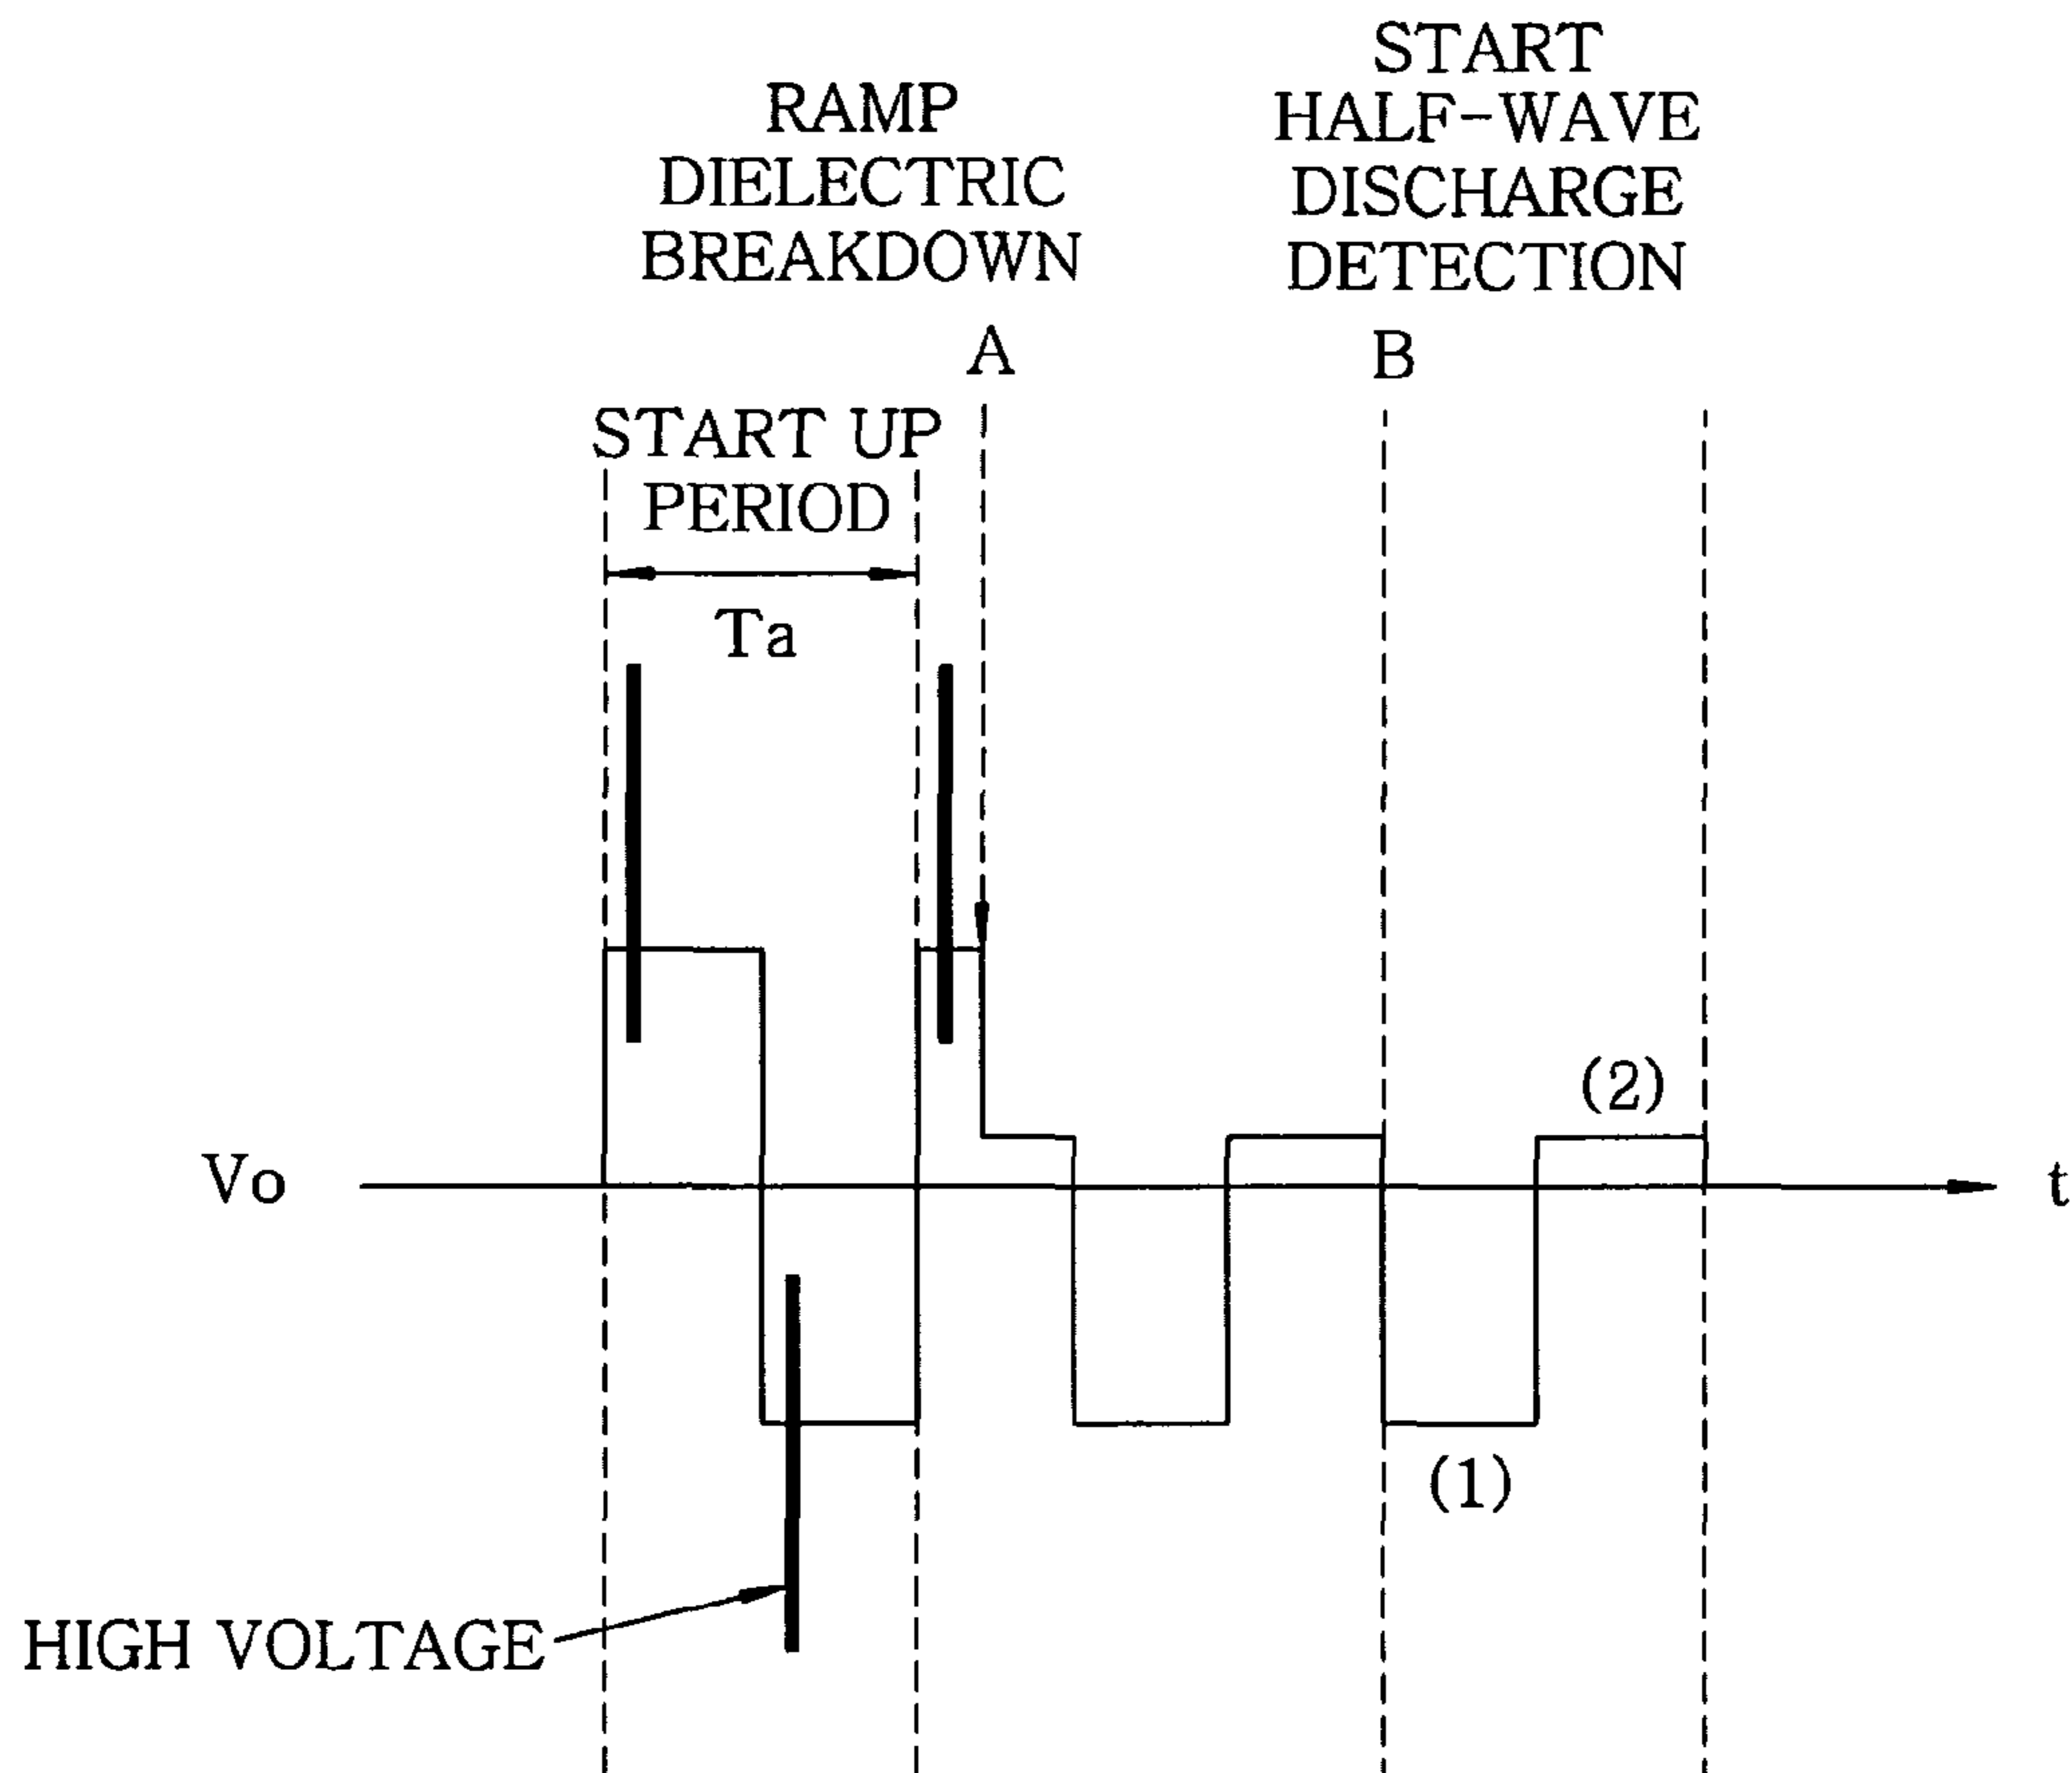 START
HALF-WAVE
DISCHARGE
DETECTION
B
RAMP
DIELECTRIC
BREAKDOWN
A
START UP
PERIOD
Ta
(2)
Vo
t
(1)
HIGH VOLTAGE